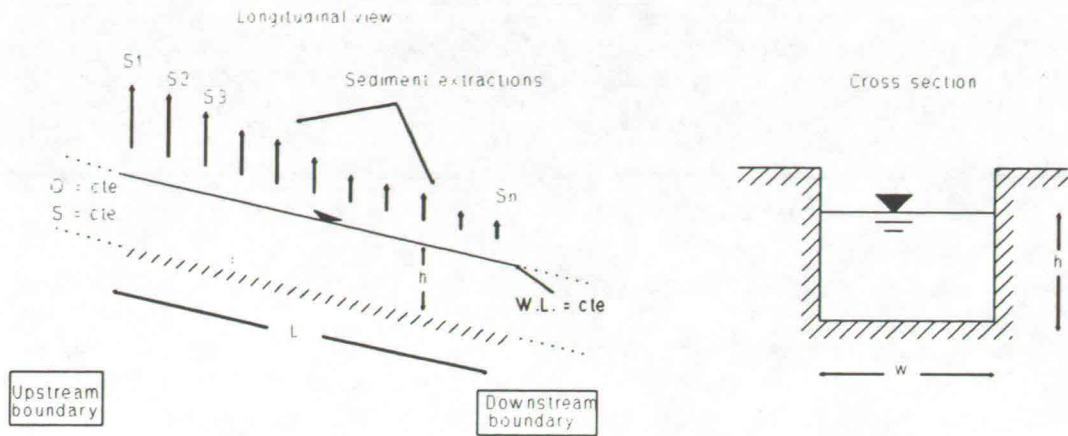 Longitudinal view
S1
S2
S3
Sediment extractions
Cross section
Q = cte
S = cte
Sn
h
W.L. = cte
L
h
w
Upstream
boundary
Downstream
boundary